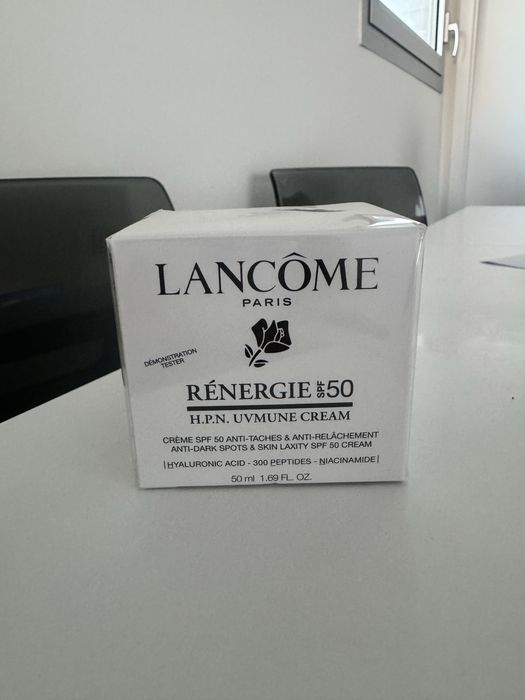 LANCÔME
PARIS
DÉMONSTRATION
TESTER
RÉNERGIE SPF 50
H.P.N. UVMUNE CREAM
CRÈME SPF 50 ANTI-TACHES & ANTI-RELÂCHEMENT
ANTI-DARK SPOTS & SKIN LAXITY SPF 50 CREAM
|HYALURONIC ACID - 300 PEPTIDES - NIACINAMIDE|
50 ml 1.69 FL. OZ.